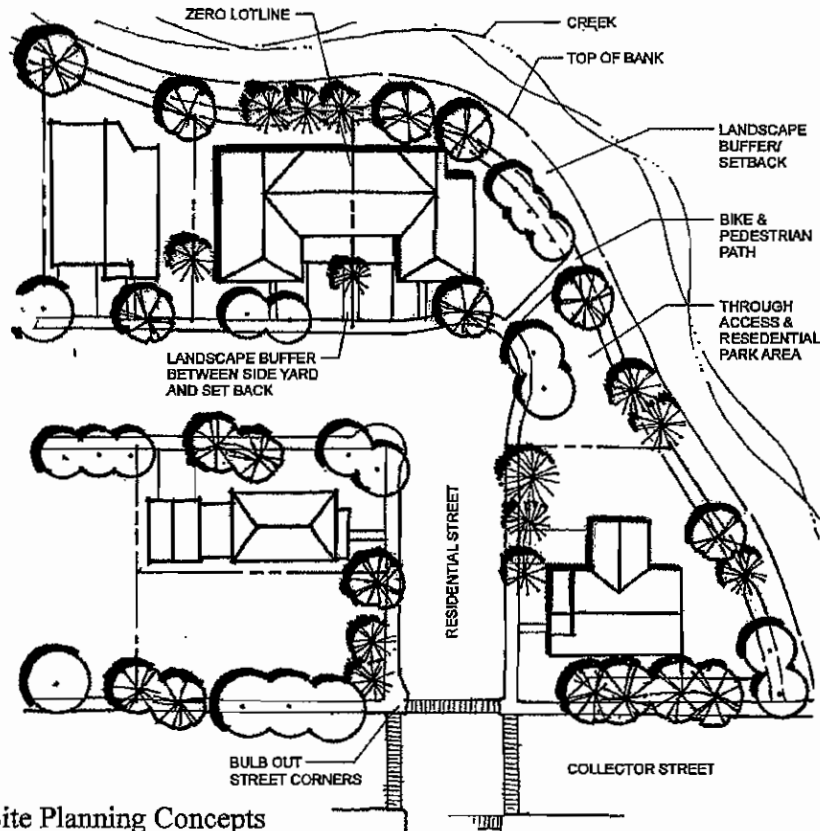 ZERO LOTLINE
CREEK
TOP OF BANK
LANDSCAPE
BUFFER/
SETBACK
BIKE &
PEDESTRIAN
PATH
THROUGH
ACCESS &
RESEDENTIAL
PARK AREA
LANDSCAPE BUFFER
BETWEEN SIDE YARD
AND SET BACK
RESIDENTIAL STREET
BULB OUT
STREET CORNERS
COLLECTOR STREET
Site Planning Concepts